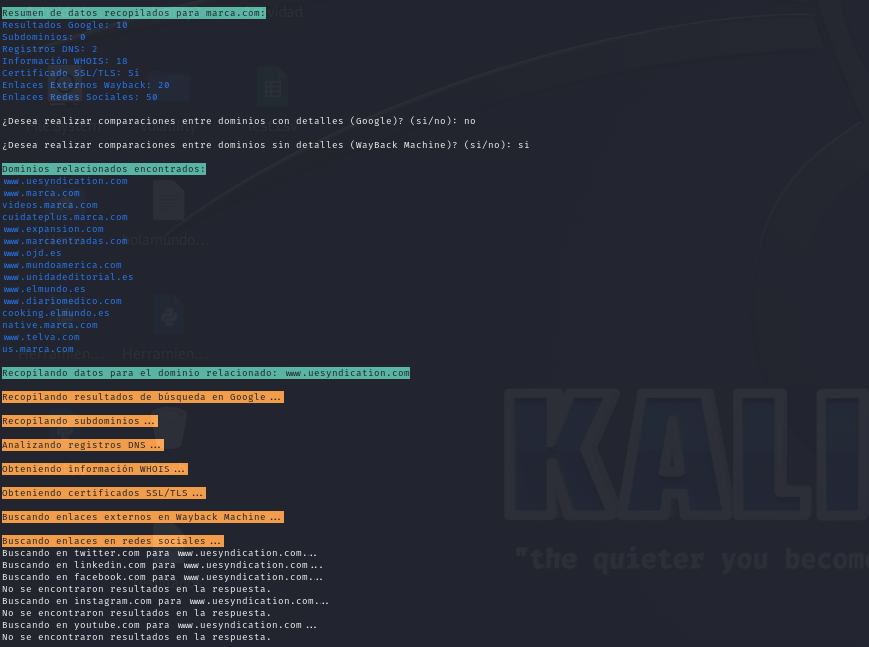 Resumen de datos recopilados para marca.com:
Resultados Google: 10
Subdominios: 0
Registros DNS: 2
Información WHOIS: 18
Certificado SSL/TLS: Sí
Enlaces Externos Wayback: 20
Enlaces Redes Sociales: 50
¿Desea realizar comparaciones entre dominios con detalles (Google)? (si/no): no
¿Desea realizar comparaciones entre dominios sin detalles (WayBack Machine)? (si/no): si
Dominios relacionados encontrados:
www.uesyndication.com
www.marca.com
videos.marca.com
cuidateplus.marca.com
www.expansion.com
www.marcaentradas.com
www.ojd.es
www.mundoamerica.com
www.unidadeditorial.es
www.elmundo.es
www.diariomedico.com
cooking.elmundo.es
native.marca.com
www.telva.com
us.marca.com
Recopilando datos para el dominio relacionado: www.uesyndication.com
Recopilando resultados de búsqueda en Google...
Recopilando subdominios...
Analizando registros DNS...
Obteniendo información WHOIS...
Obteniendo certificados SSL/TLS...
Buscando enlaces externos en Wayback Machine...
Buscando enlaces en redes sociales...
Buscando en twitter.com para www.uesyndication.com...
Buscando en linkedin.com para www.uesyndication.com...
Buscando en facebook.com para www.uesyndication.com...
No se encontraron resultados en la respuesta.
Buscando en instagram.com para www.uesyndication.com...
No se encontraron resultados en la respuesta.
Buscando en youtube.com para www.uesyndication.com...
No se encontraron resultados en la respuesta.
File System
Herramien...
Herramien...
KALI
"the quieter you become